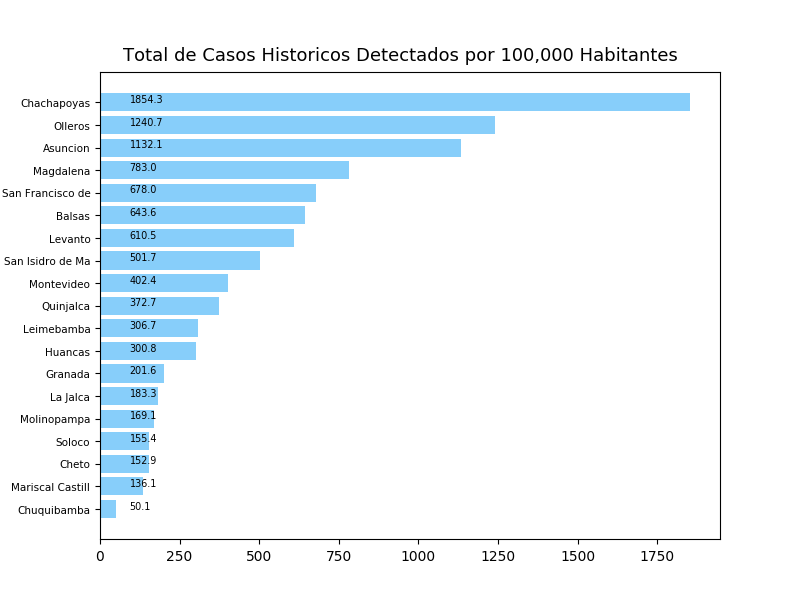 Total de Casos Historicos Detectados por 100,000 Habitantes
Chachapoyas 1854.3
Olleros 1240.7
Asuncion 1132.1
Magdalena 783.0
San Francisco de 678.0
Balsas 643.6
Levanto 610.5
San Isidro de Ma 501.7
Montevideo 402.4
Quinjalca 372.7
Leimebamba 306.7
Huancas 300.8
Granada 201.6
La Jalca 183.3
Molinopampa 169.1
Soloco 155.4
Cheto 152.9
Mariscal Castill 136.1
Chuquibamba 50.1
0 250 500 750 1000 1250 1500 1750